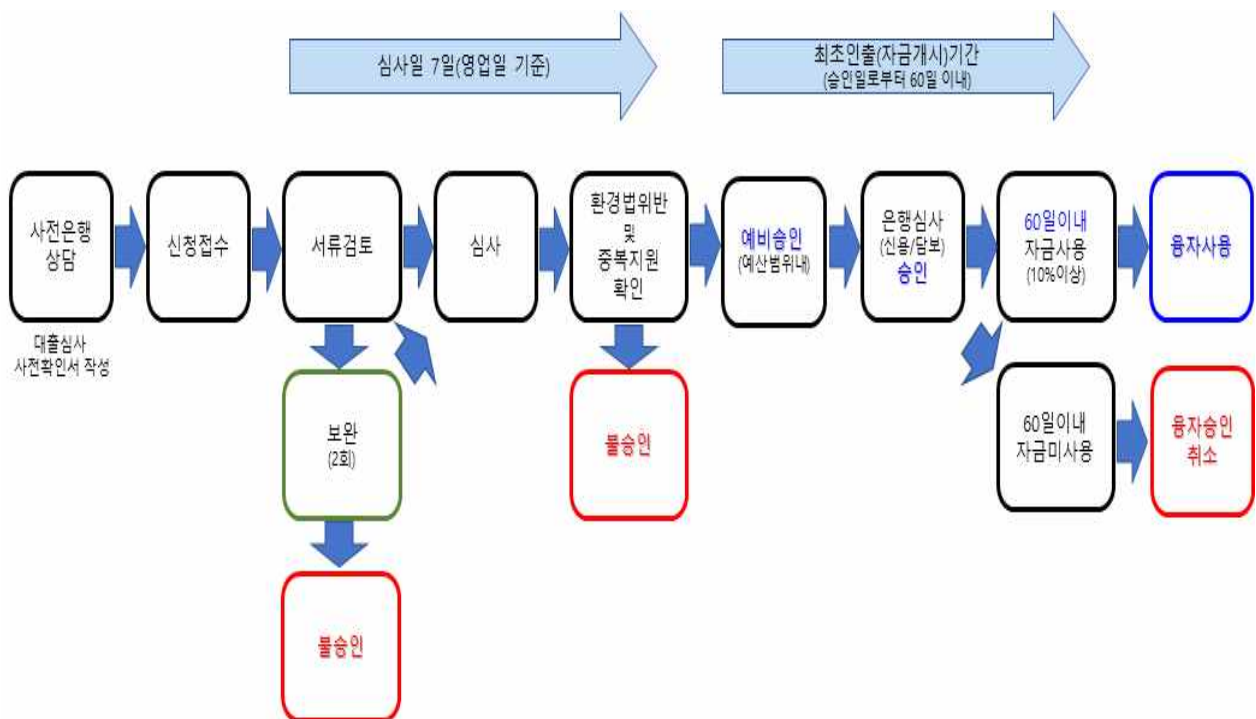 심사일 7일(영업일 기준)
최초인출(자금개시)기간
(승인일로부터 60일 이내)
사전은행
상담
대출심사
사전확인서 작성
신청접수
서류검토
심사
환경법위반
및
중복지원
확인
예비승인
(예산범위내)
은행심사
(신용/담보)
승인
60일이내
자금사용
(10%이상)
융자사용
보완
(2회)
불승인
60일이내
자금미사용
융자승인
취소
불승인